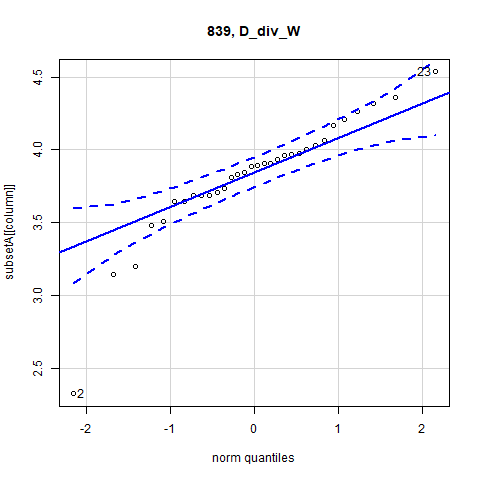 839, D_div_W
subsetA[[column]]
4.5
4.0
3.5
3.0
2.5
23
2
-2 -1 0 1 2
norm quantiles